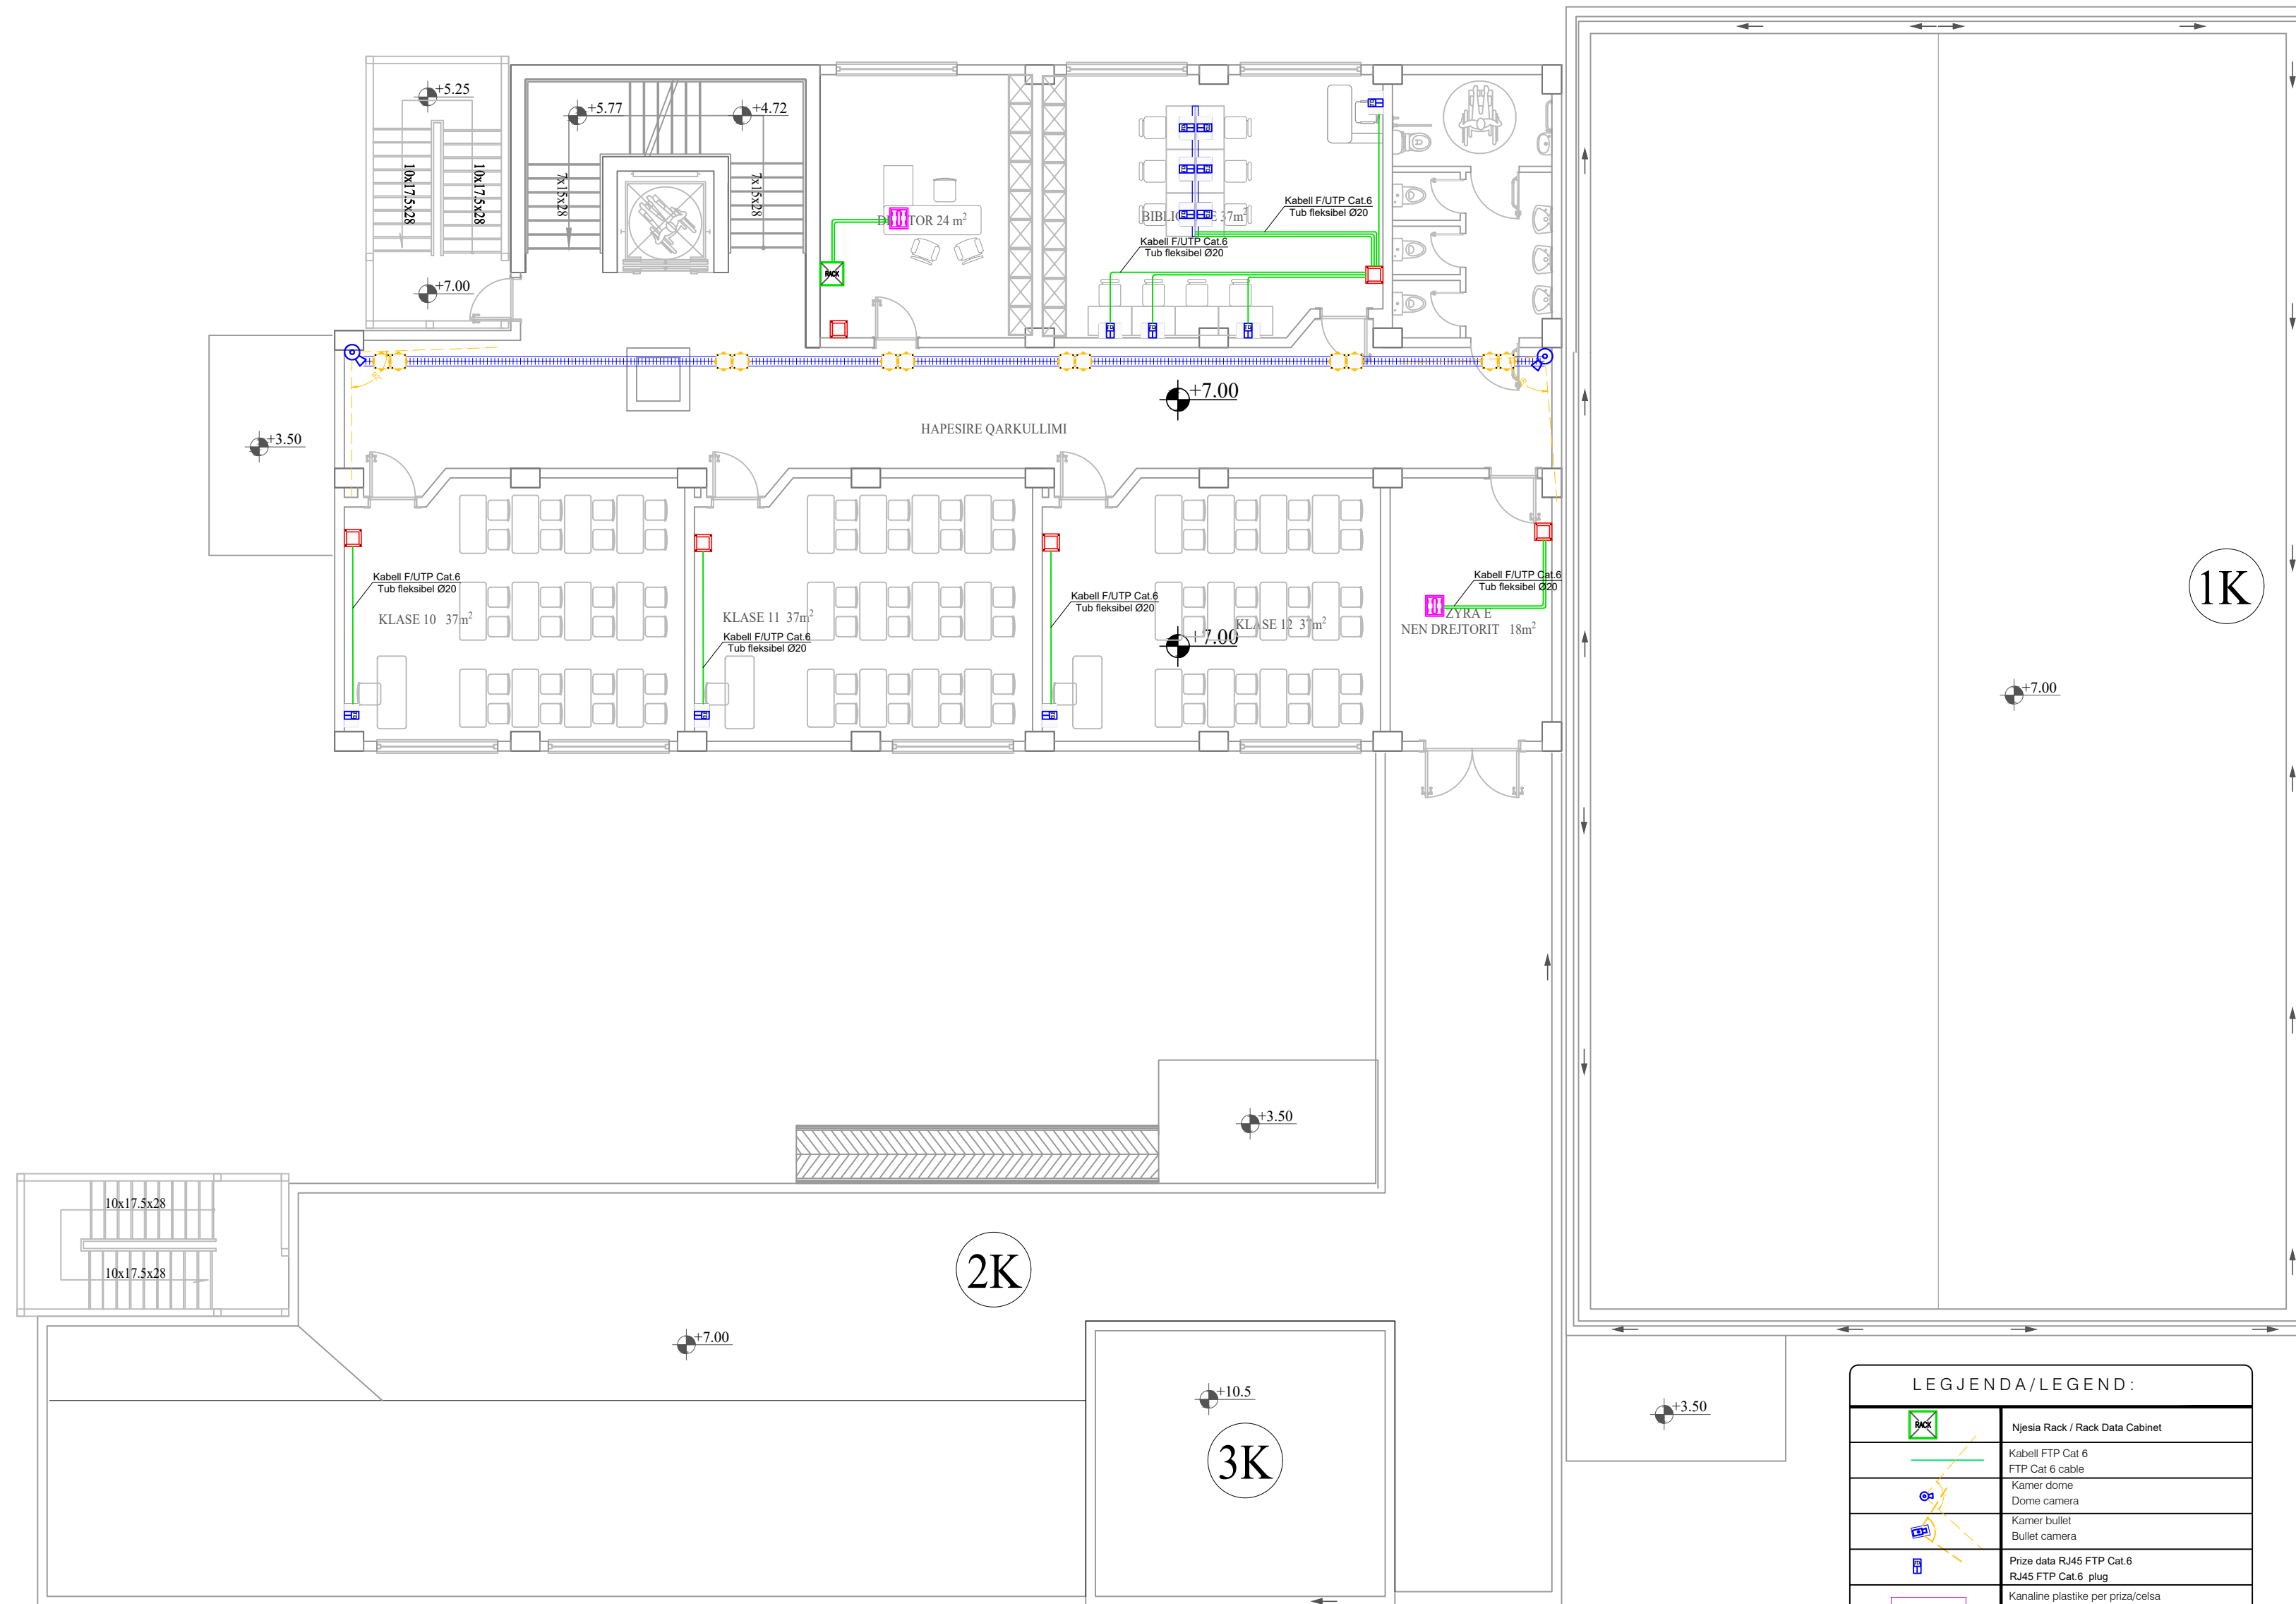 +5.25
+5.77
+4.72
10x17.5x28
10x17.5x28
7x15x28
7x15x28
24 m²
37m²
Kabell F/UTP Cat.6
Tub fleksibel Ø20
Kabell F/UTP Cat.6
Tub fleksibel Ø20
RACK
+7.00
+7.00
+3.50
HAPESIRE QARKULLIMI
Kabell F/UTP Cat.6
Tub fleksibel Ø20
KLASE 10 37m²
KLASE 11 37m²
Kabell F/UTP Cat.6
Tub fleksibel Ø20
Kabell F/UTP Cat.6
Tub fleksibel Ø20
KLASE 12 37m²
+7.00
Kabell F/UTP Cat.6
Tub fleksibel Ø20
ZYRA E
NEN DREJTORIT 18m²
1K
+7.00
+3.50
10x17.5x28
10x17.5x28
2K
+7.00
+10.5
3K
+3.50
LEGJENDA/LEGEND:
RACK
Njesia Rack / Rack Data Cabinet
Kabell FTP Cat 6
FTP Cat 6 cable
Kamer dome
Dome camera
Kamer bullet
Bullet camera
Prize data RJ45 FTP Cat.6
RJ45 FTP Cat.6 plug
Kanaline plastike per priza/celsa